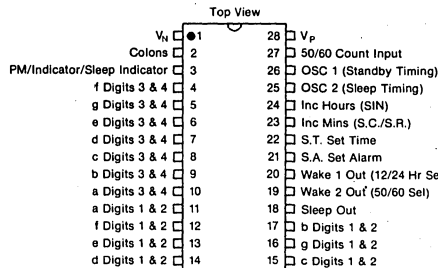 Top View
V_N 1 28 V_P
Colons 2 27 50/60 Count Input
PM/Indicator/Sleep Indicator 3 26 OSC 1 (Standby Timing)
f Digits 3 & 4 4 25 OSC 2 (Sleep Timing)
g Digits 3 & 4 5 24 Inc Hours (SIN)
e Digits 3 & 4 6 23 Inc Mins (S.C./S.R.)
d Digits 3 & 4 7 22 S.T. Set Time
c Digits 3 & 4 8 21 S.A. Set Alarm
b Digits 3 & 4 9 20 Wake 1 Out (12/24 Hr Se
a Digits 3 & 4 10 19 Wake 2 Out (50/60 Sel)
a Digits 1 & 2 11 18 Sleep Out
f Digits 1 & 2 12 17 b Digits 1 & 2
e Digits 1 & 2 13 16 g Digits 1 & 2
d Digits 1 & 2 14 15 c Digits 1 & 2